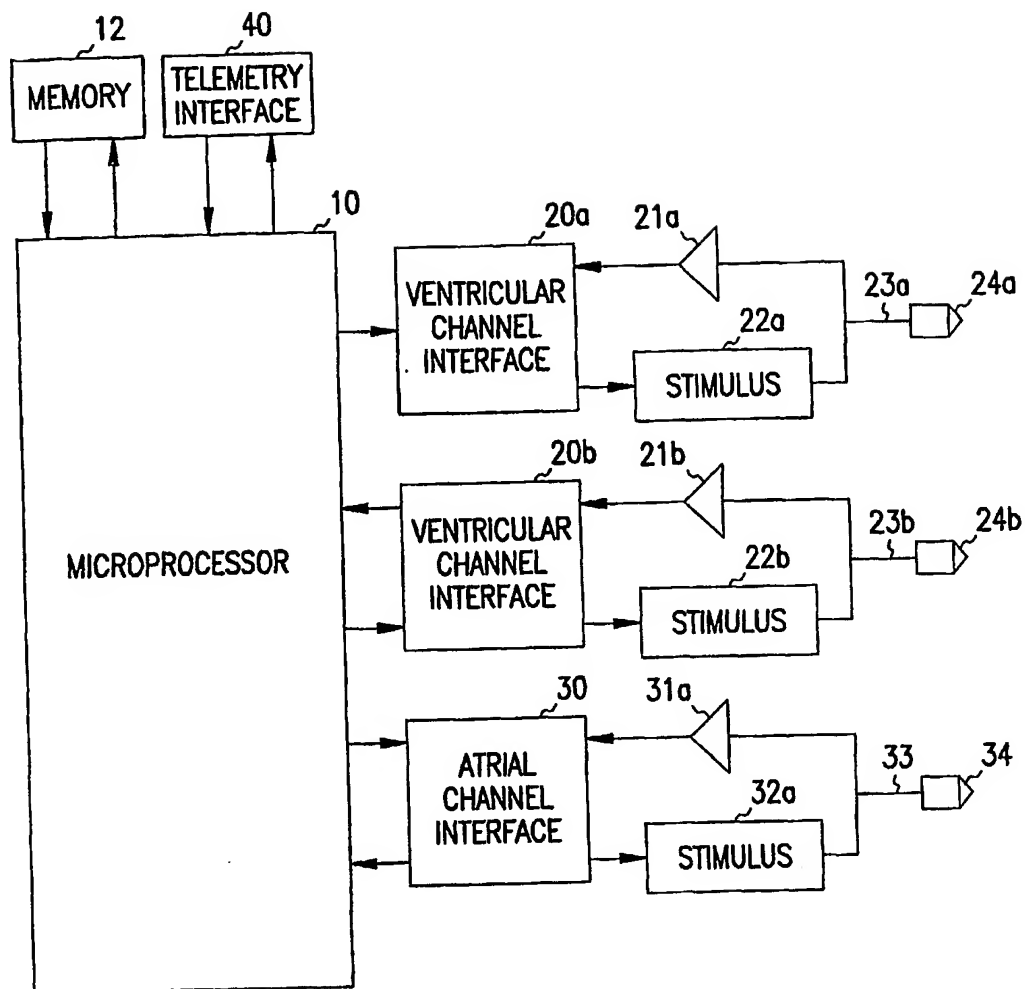 12
40
MEMORY
TELEMETRY
INTERFACE
10
20a
21a
VENTRICULAR
CHANNEL
INTERFACE
23a
24a
22a
STIMULUS
20b
21b
MICROPROCESSOR
VENTRICULAR
CHANNEL
INTERFACE
23b
24b
22b
STIMULUS
30
31a
ATRIAL
CHANNEL
INTERFACE
33
34
32a
STIMULUS